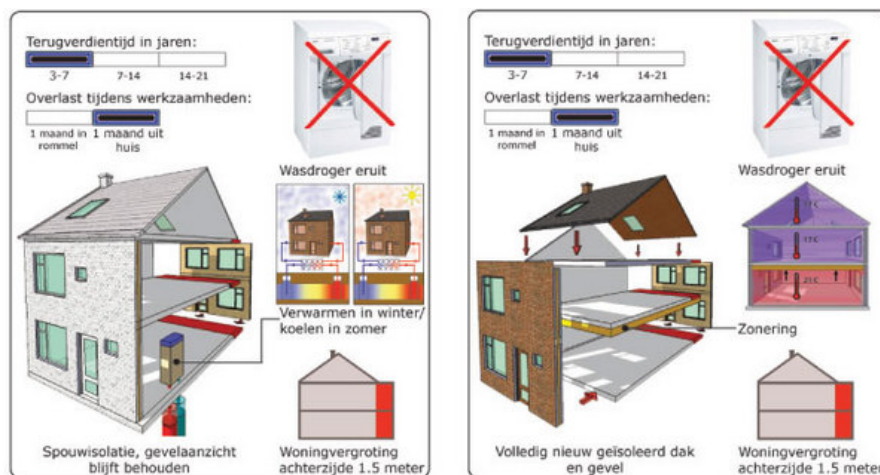 Terugverdientijd in jaren:
3-7 7-14 14-21
Overlast tijdens werkzaamheden:
1 maand in
rommel
1 maand uit
huis
Wasdroger eruit
Verwarmen in winter/
koelen in zomer
Spouwisolatie, gevelaanzicht
blijft behouden
Woningvergroting
achterzijde 1.5 meter
Terugverdientijd in jaren:
3-7 7-14 14-21
Overlast tijdens werkzaamheden:
1 maand in
rommel
1 maand uit
huis
Wasdroger eruit
Zonering
Volledig nieuw geïsoleerd dak
en gevel
Woningvergroting
achterzijde 1.5 meter